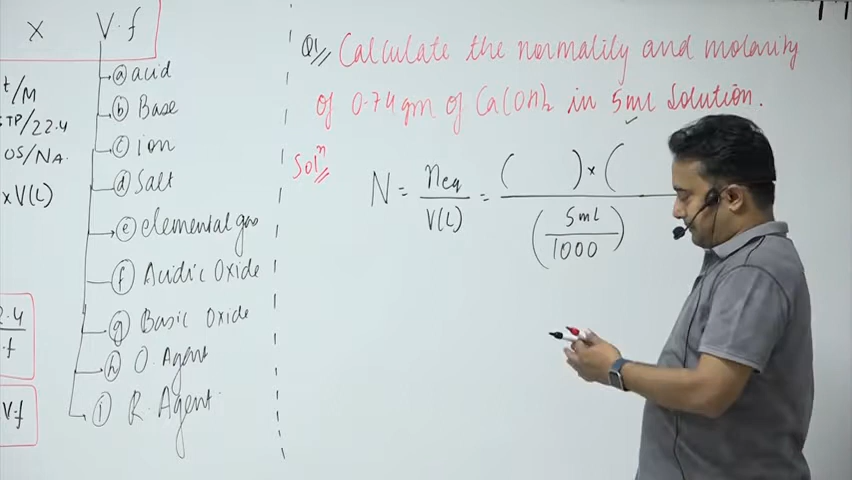 x V.f
t/M
STP/22.4
OS/NA.
xV(L)
2.4
.f
V.f
(a) acid
(b) Base
(c) ion
(d) Salt
(e) elemental gas
(f) Acidic Oxide
(g) Basic Oxide
(h) O. Agent
(i) R. Agent
Q1 Calculate the normality and molarity
of 0.74 gm of Ca(OH)2 in 5ml Solution.
Solⁿ
N = neq / V(L) = ( ) × ( / (5mL / 1000)